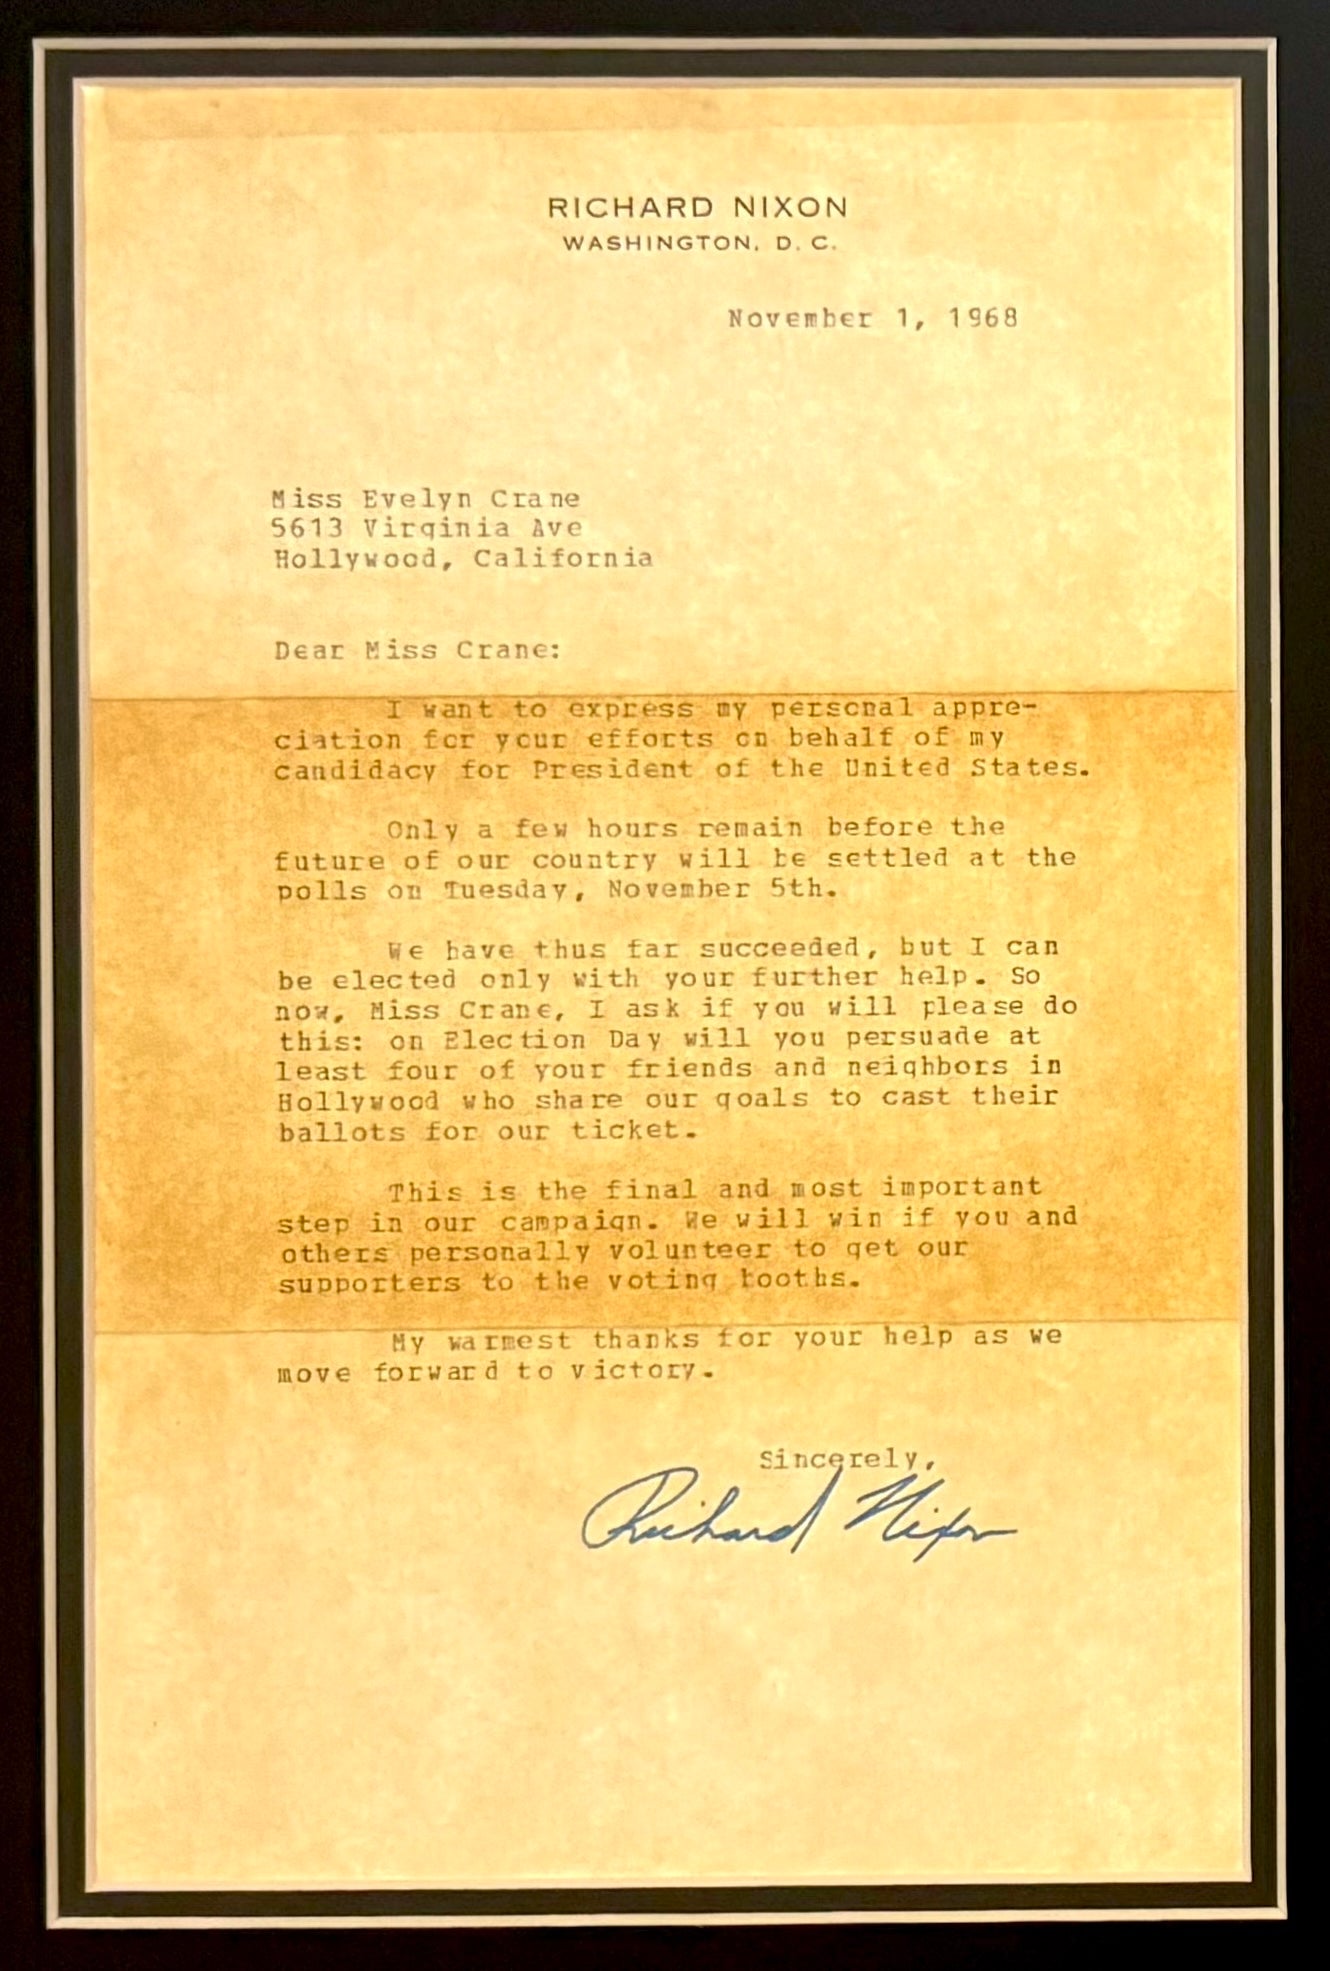 RICHARD NIXON
WASHINGTON, D. C.
November 1, 1968
Miss Evelyn Crane
5613 Virginia Ave
Hollywood, California
Dear Miss Crane:
I want to express my personal appre-
ciation for your efforts on behalf of my
candidacy for President of the United States.
Only a few hours remain before the
future of our country will be settled at the
polls on Tuesday, November 5th.
We have thus far succeeded, but I can
be elected only with your further help. So
now, Miss Crane, I ask if you will please do
this: on Election Day will you persuade at
least four of your friends and neighbors in
Hollywood who share our goals to cast their
ballots for our ticket.
This is the final and most important
step in our campaign. We will win if you and
others personally volunteer to get our
supporters to the voting booths.
My warmest thanks for your help as we
move forward to victory.
Sincerely,
Richard Nixon